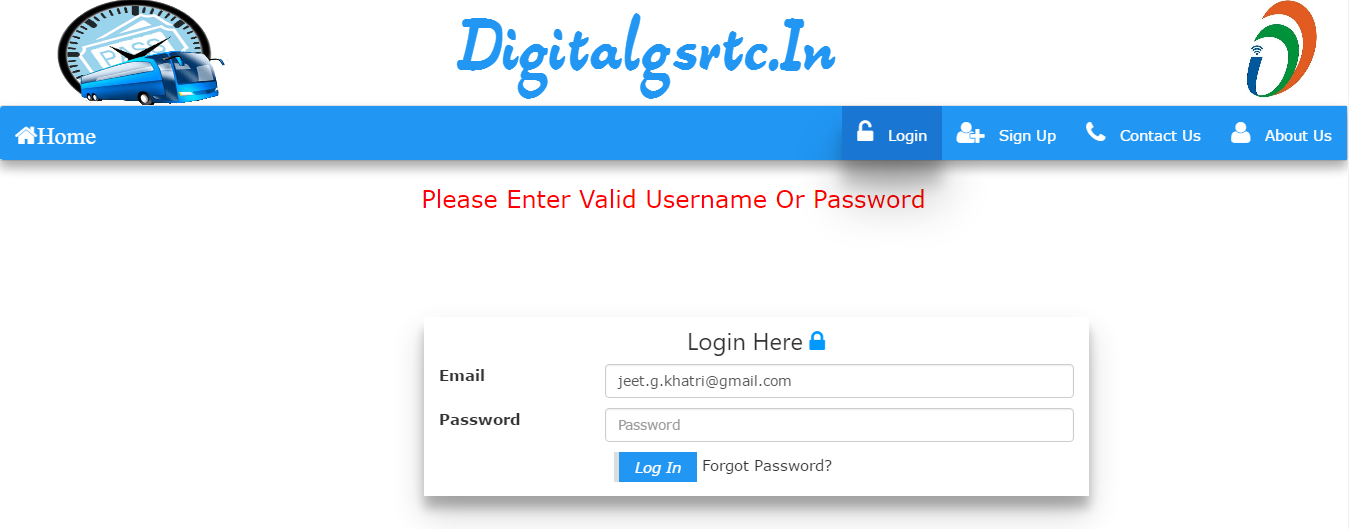 PASS
Digitalgsrtc.In
Home
Login
Sign Up
Contact Us
About Us
Please Enter Valid Username Or Password
Login Here
Email
jeet.g.khatri@gmail.com
Password
Password
Log In
Forgot Password?